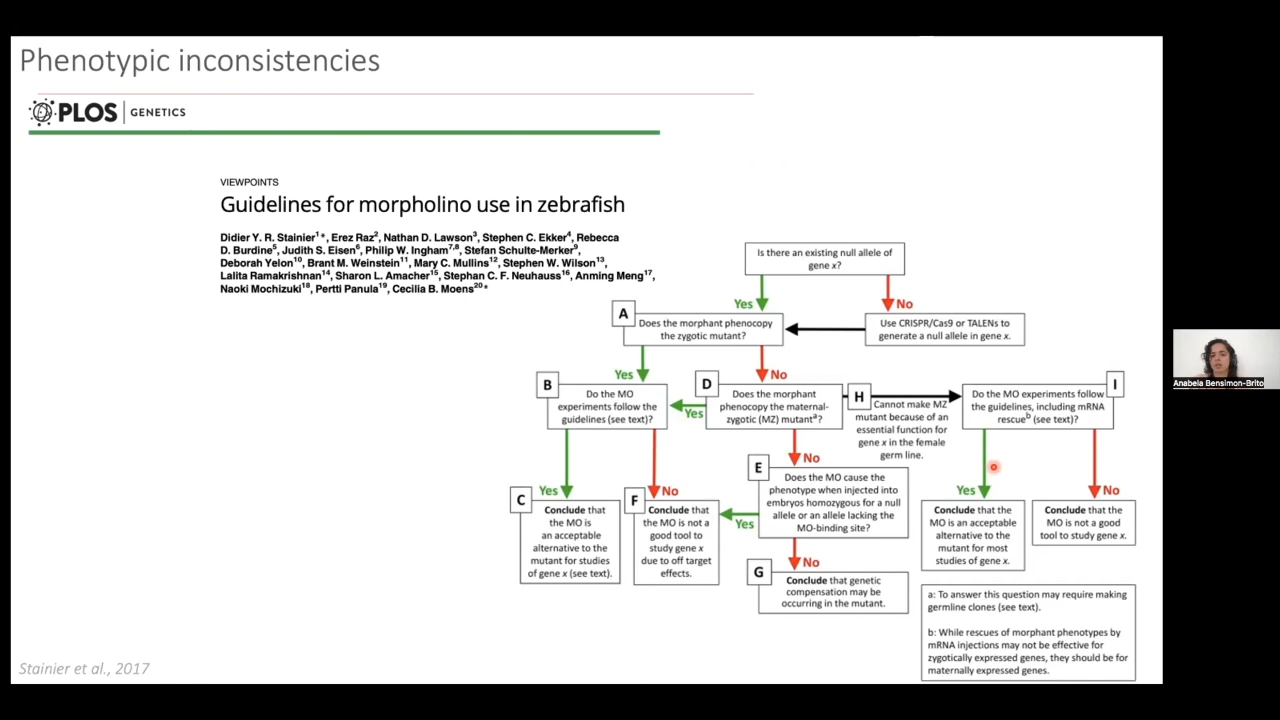 Phenotypic inconsistencies
PLOS GENETICS
VIEWPOINTS
Guidelines for morpholino use in zebrafish
Didier Y. R. Stainier1*, Erez Raz2, Nathan D. Lawson3, Stephen C. Ekker4, Rebecca
D. Burdine5, Judith S. Eisen6, Philip W. Ingham7,8, Stefan Schulte-Merker9,
Deborah Yelon10, Brant M. Weinstein11, Mary C. Mullins12, Stephen W. Wilson13,
Lalita Ramakrishnan14, Sharon L. Amacher15, Stephan C. F. Neuhauss16, Anming Meng17,
Naoki Mochizuki18, Pertti Panula19, Cecilia B. Moens20*
Is there an existing null allele of
gene x?
Yes
No
A
Does the morphant phenocopy
the zygotic mutant?
Use CRISPR/Cas9 or TALENs to
generate a null allele in gene x.
Yes
No
B
Do the MO
experiments follow the
guidelines (see text)?
Yes
D
Does the morphant
phenocopy the maternal-
zygotic (MZ) mutanta?
H
Cannot make MZ
mutant because of an
essential function for
gene x in the female
germ line.
I
Do the MO experiments follow
the guidelines, including mRNA
rescueb (see text)?
Yes
No
No
Yes
No
C
Conclude that
the MO is
an acceptable
alternative to the
mutant for studies
of gene x (see text).
F
Conclude that
the MO is not a
good tool to
study gene x
due to off target
effects.
E
Does the MO cause the
phenotype when injected into
embryos homozygous for a null
allele or an allele lacking the
MO-binding site?
Yes
No
Conclude that the
MO is an acceptable
alternative to the
mutant for most
studies of gene x.
Conclude that the
MO is not a good
tool to study gene x.
G
Conclude that genetic
compensation may be
occurring in the mutant.
a: To answer this question may require making
germline clones (see text).
b: While rescues of morphant phenotypes by
mRNA injections may not be effective for
zygotically expressed genes, they should be for
maternally expressed genes.
Stainier et al., 2017
Anabela Bensimon-Brito